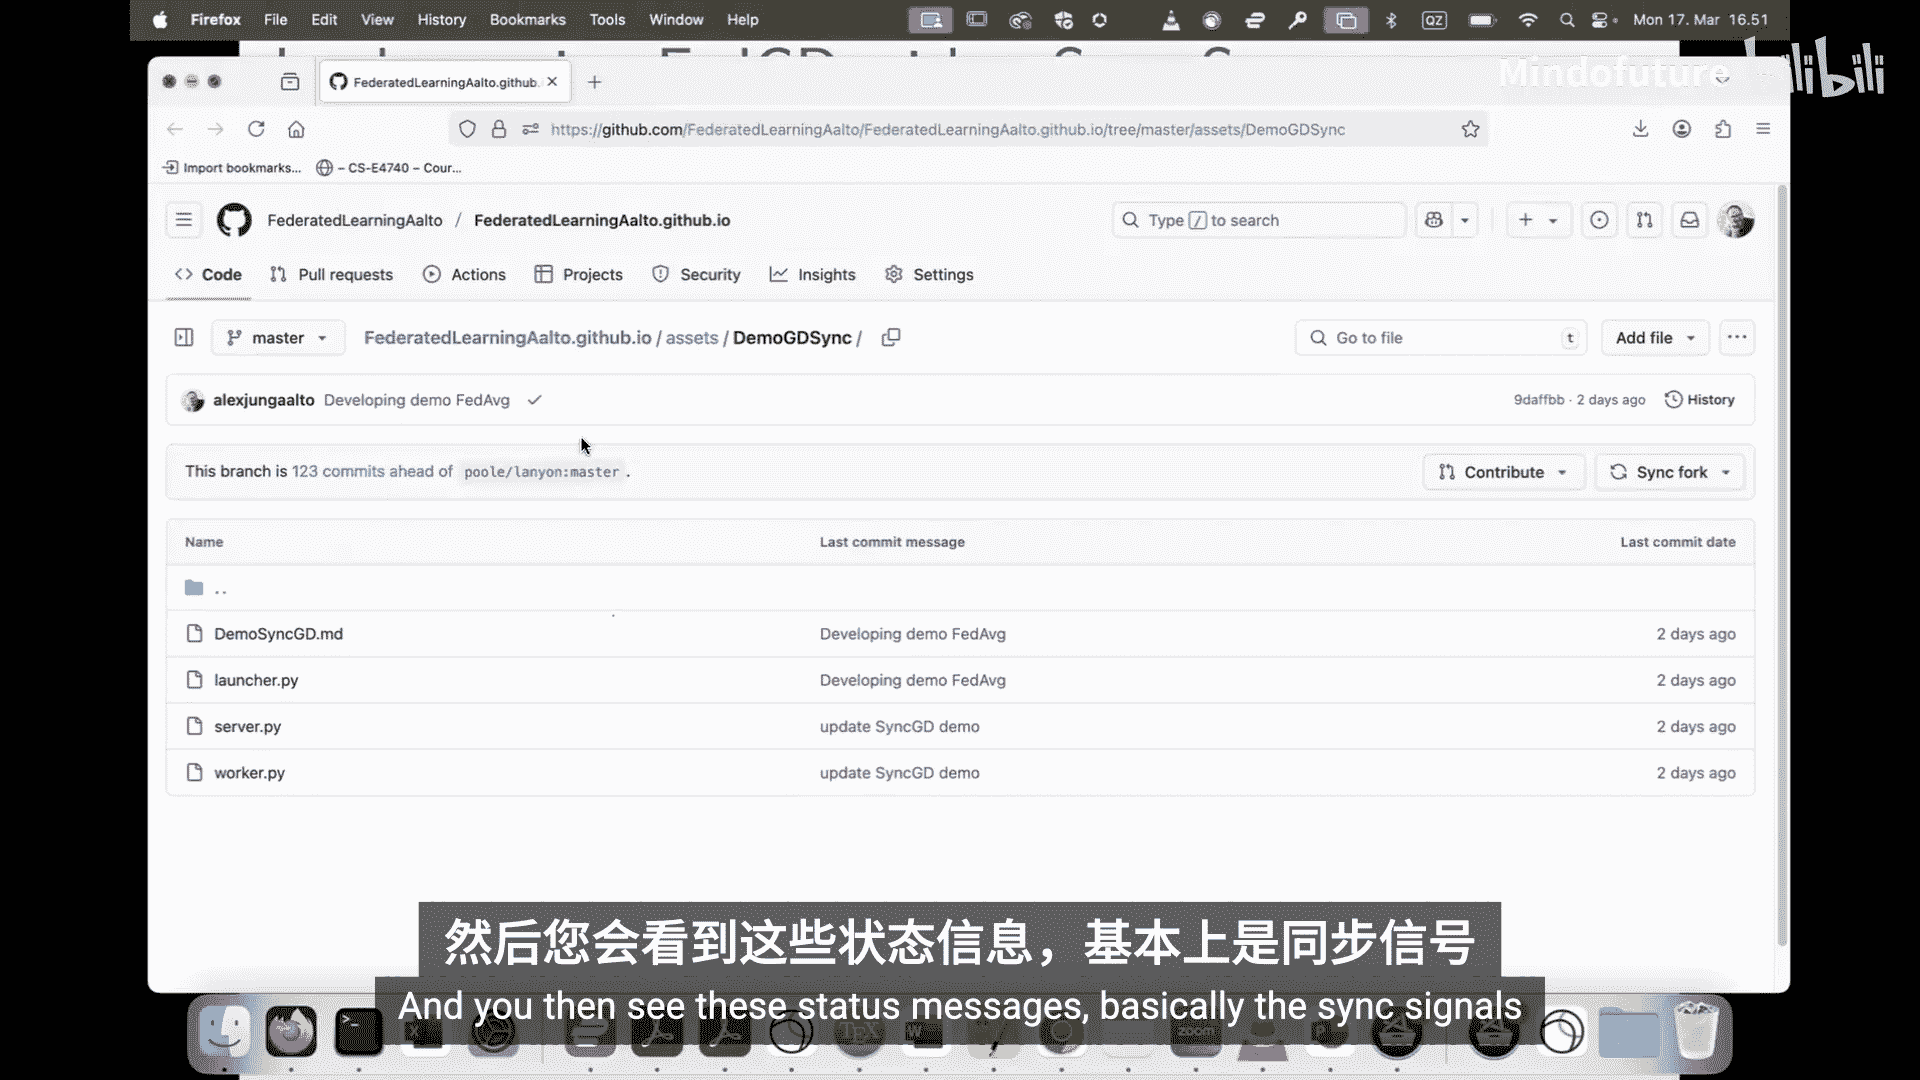 Firefox File Edit View History Bookmarks Tools Window Help QZ Mon 17. Mar 16.51
Mindofuture bilibili
FederatedLearningAalto.github.
https://github.com/FederatedLearningAalto/FederatedLearningAalto.github.io/tree/master/assets/DemoGDSync
Import bookmarks... – CS-E4740 – Cour...
FederatedLearningAalto / FederatedLearningAalto.github.io Type / to search
Code Pull requests Actions Projects Security Insights Settings
master FederatedLearningAalto.github.io / assets / DemoGDSync / Go to file t Add file
alexjungaalto Developing demo FedAvg 9daffbb · 2 days ago History
This branch is 123 commits ahead of poole/lanyon:master . Contribute Sync fork
Name Last commit message Last commit date
..
DemoSyncGD.md Developing demo FedAvg 2 days ago
launcher.py Developing demo FedAvg 2 days ago
server.py update SyncGD demo 2 days ago
worker.py update SyncGD demo 2 days ago
然后您会看到这些状态信息，基本上是同步信号
And you then see these status messages, basically the sync signals
zoom